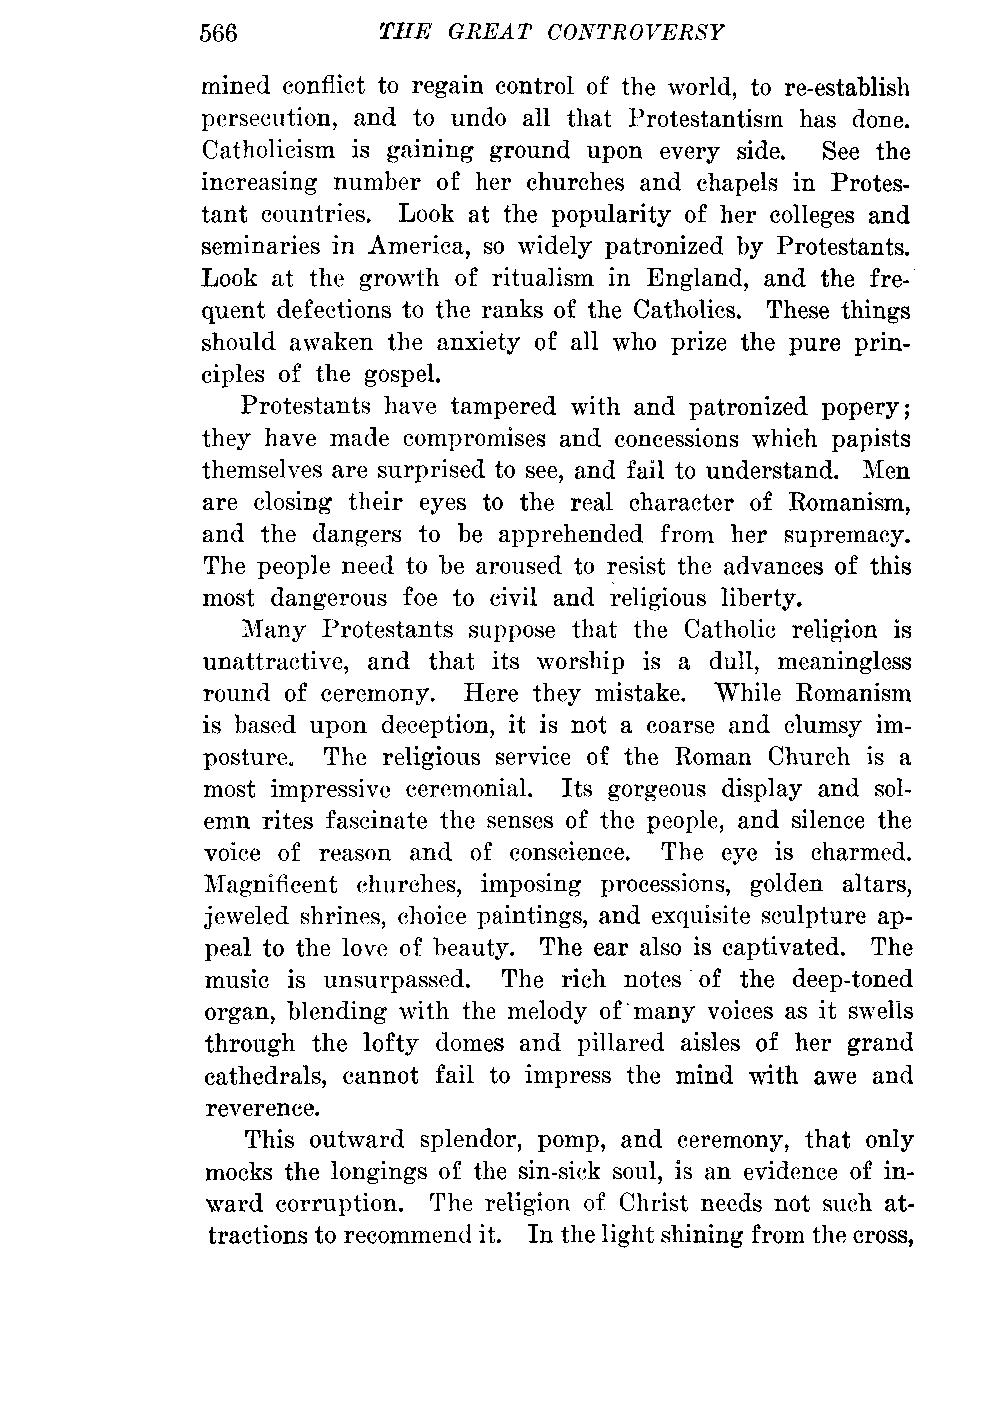 566 THE GREAT CONTROVERSY
mined conflict to regain control of the world, to re-establish
persecution, and to undo all that Protestantism has done.
Catholicism is gaining ground upon every side. See the
increasing number of her churches and chapels in Protes-
tant countries. Look at the popularity of her colleges and
seminaries in America, so widely patronized by Protestants.
Look at the growth of ritualism in England, and the fre-
quent defections to the ranks of the Catholics. These things
should awaken the anxiety of all who prize the pure prin-
ciples of the gospel.
Protestants have tampered with and patronized popery;
they have made compromises and concessions which papists
themselves are surprised to see, and fail to understand. Men
are closing their eyes to the real character of Romanism,
and the dangers to be apprehended from her supremacy.
The people need to be aroused to resist the advances of this
most dangerous foe to civil and religious liberty.
Many Protestants suppose that the Catholic religion is
unattractive, and that its worship is a dull, meaningless
round of ceremony. Here they mistake. While Romanism
is based upon deception, it is not a coarse and clumsy im-
posture. The religious service of the Roman Church is a
most impressive ceremonial. Its gorgeous display and sol-
emn rites fascinate the senses of the people, and silence the
voice of reason and of conscience. The eye is charmed.
Magnificent churches, imposing processions, golden altars,
jeweled shrines, choice paintings, and exquisite sculpture ap-
peal to the love of beauty. The ear also is captivated. The
music is unsurpassed. The rich notes of the deep-toned
organ, blending with the melody of many voices as it swells
through the lofty domes and pillared aisles of her grand
cathedrals, cannot fail to impress the mind with awe and
reverence.
This outward splendor, pomp, and ceremony, that only
mocks the longings of the sin-sick soul, is an evidence of in-
ward corruption. The religion of Christ needs not such at-
tractions to recommend it. In the light shining from the cross,